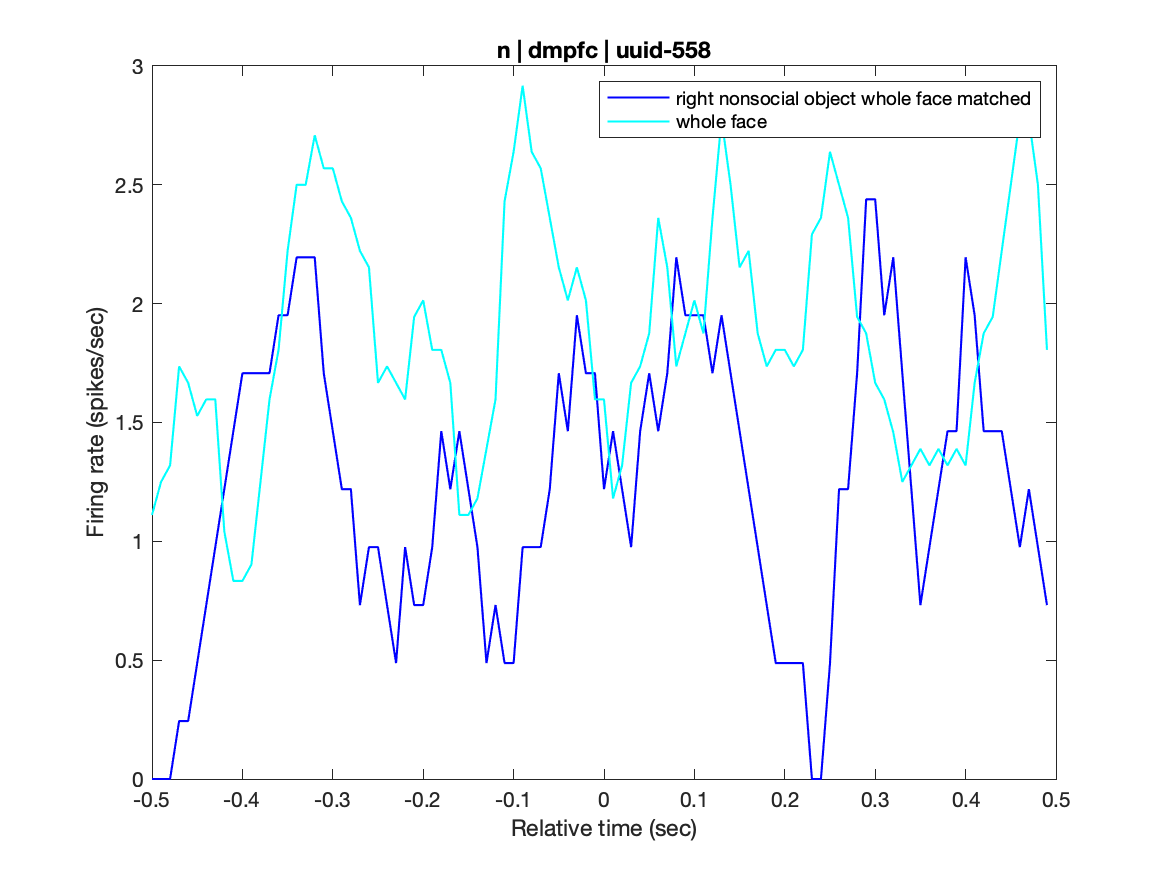 n | dmpfc | uuid-558
right nonsocial object whole face matched
whole face
3
2.5
2
1.5
1
0.5
0
Firing rate (spikes/sec)
-0.5 -0.4 -0.3 -0.2 -0.1 0 0.1 0.2 0.3 0.4 0.5
Relative time (sec)